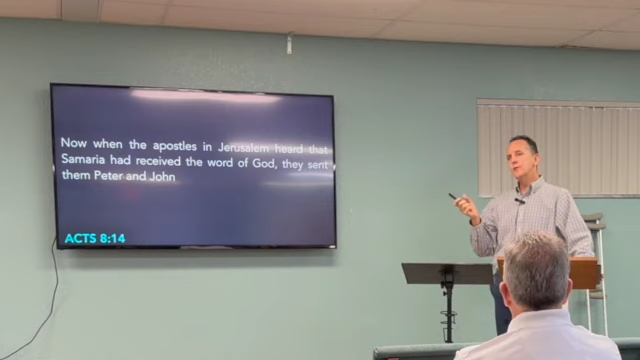 Now when the apostles in Jerusalem heard that
Samaria had received the word of God, they sent
them Peter and John
ACTS 8:14